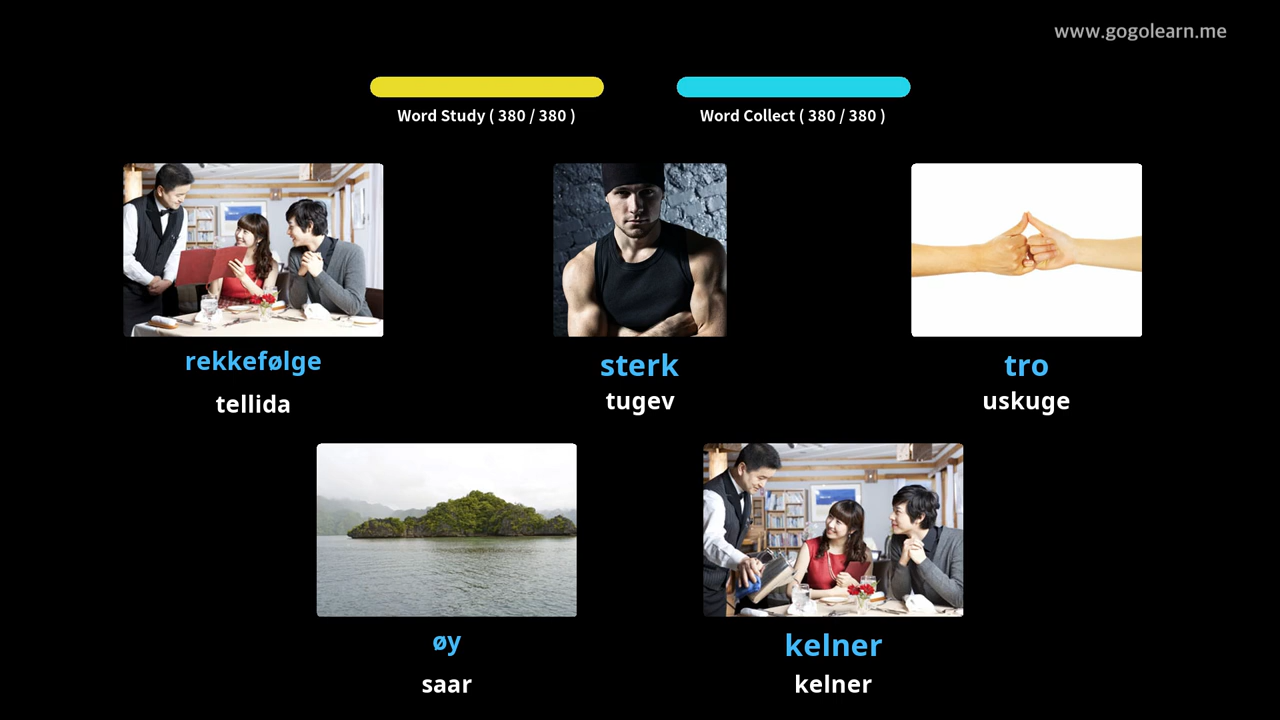 www.gogolearn.me
Word Study ( 380 / 380 )
Word Collect ( 380 / 380 )
rekkefølge
tellida
sterk
tugev
tro
uskuge
øy
saar
kelner
kelner